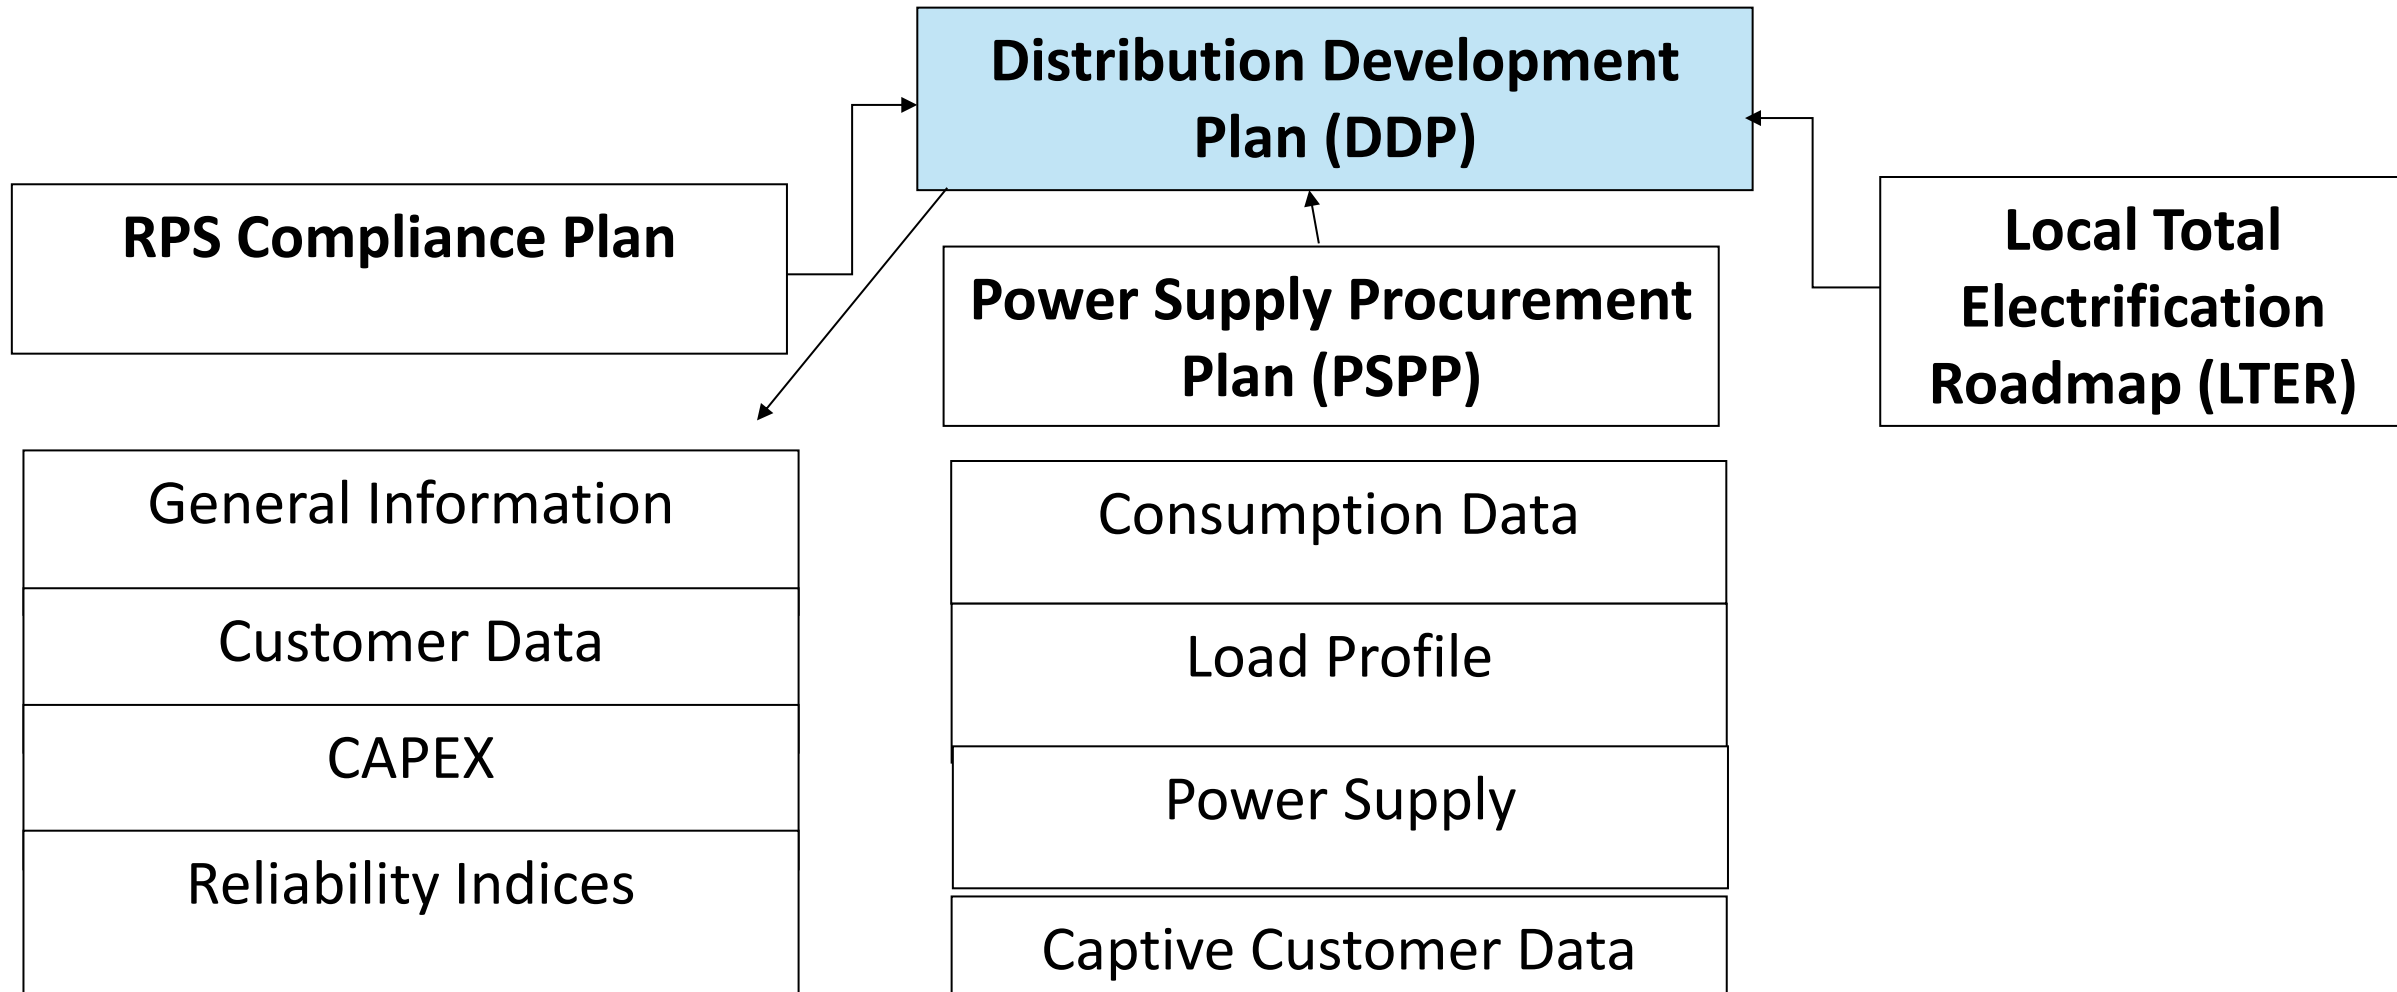 Distribution Development
Plan (DDP)
RPS Compliance Plan
Power Supply Procurement
Plan (PSPP)
Local Total
Electrification
Roadmap (LTER)
General Information
Customer Data
CAPEX
Reliability Indices
Consumption Data
Load Profile
Power Supply
Captive Customer Data